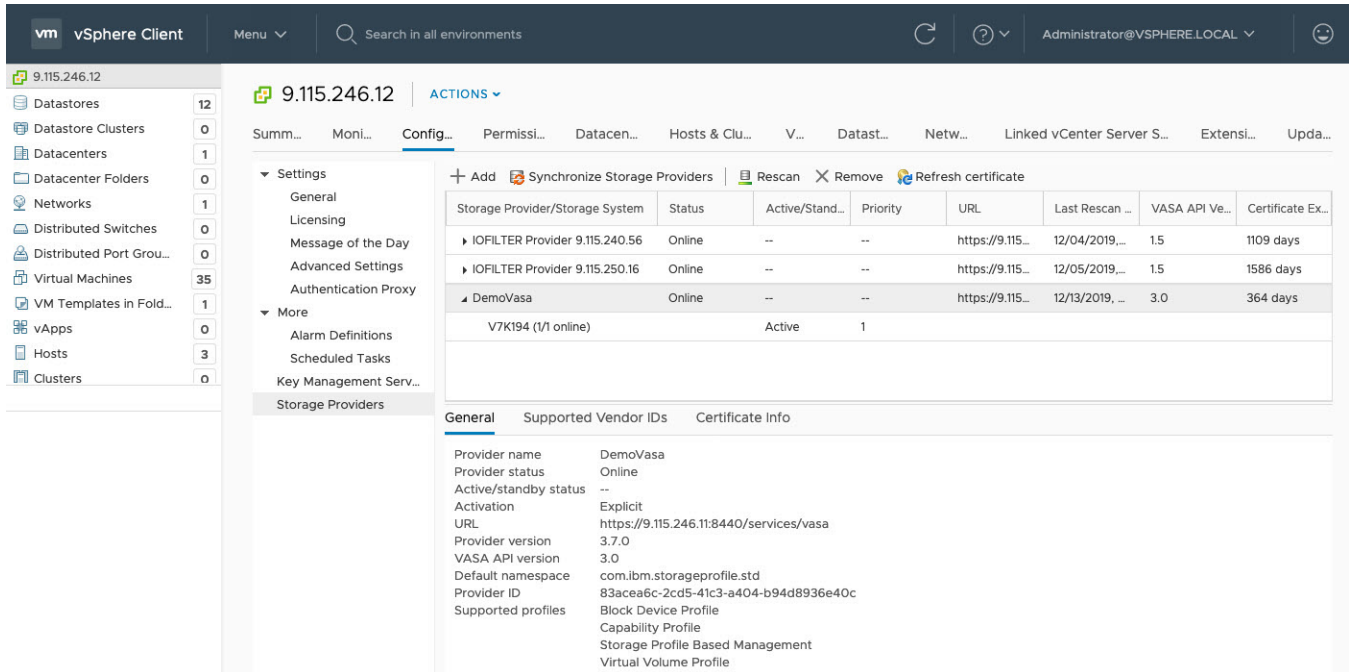 vm vSphere Client Menu Search in all environments Administrator@VSPHERE.LOCAL
9.115.246.12
Datastores 12
Datastore Clusters 0
Datacenters 1
Datacenter Folders 0
Networks 1
Distributed Switches 0
Distributed Port Grou... 0
Virtual Machines 35
VM Templates in Fold... 1
vApps 0
Hosts 3
Clusters 0
9.115.246.12 ACTIONS
Summ... Moni... Config... Permissi... Datacen... Hosts & Clu... V... Datast... Netw... Linked vCenter Server S... Extensi... Upda...
Settings
General
Licensing
Message of the Day
Advanced Settings
Authentication Proxy
More
Alarm Definitions
Scheduled Tasks
Key Management Serv...
Storage Providers
Add Synchronize Storage Providers Rescan Remove Refresh certificate
Storage Provider/Storage System Status Active/Stand... Priority URL Last Rescan ... VASA API Ve... Certificate Ex...
IOFILTER Provider 9.115.240.56 Online -- -- https://9.115... 12/04/2019,... 1.5 1109 days
IOFILTER Provider 9.115.250.16 Online -- -- https://9.115... 12/05/2019,... 1.5 1586 days
DemoVasa Online -- -- https://9.115... 12/13/2019, ... 3.0 364 days
V7K194 (1/1 online) Active 1
General Supported Vendor IDs Certificate Info
Provider name DemoVasa
Provider status Online
Active/standby status --
Activation Explicit
URL https://9.115.246.11:8440/services/vasa
Provider version 3.7.0
VASA API version 3.0
Default namespace com.ibm.storageprofile.std
Provider ID 83acea6c-2cd5-41c3-a404-b94d8936e40c
Supported profiles Block Device Profile
Capability Profile
Storage Profile Based Management
Virtual Volume Profile